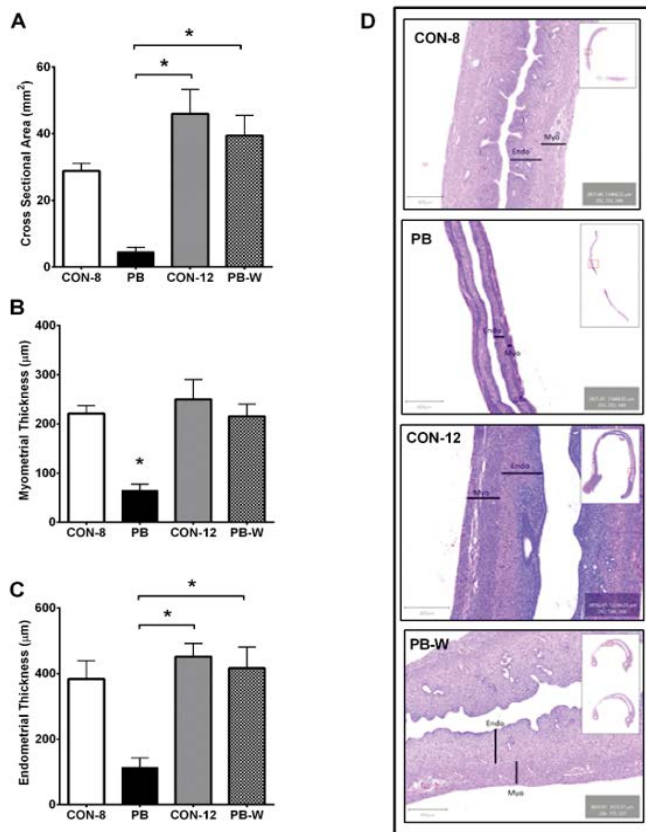 A
Cross Sectional Area (mm²)
60
40
20
0
*
*
CON-8 PB CON-12 PB-W
B
Myometrial Thickness (μm)
400
300
200
100
0
*
CON-8 PB CON-12 PB-W
C
Endometrial Thickness (μm)
600
400
200
0
*
*
CON-8 PB CON-12 PB-W
D
CON-8
Myo
Endo
PB
Endo
Myo
CON-12
Endo
Myo
PB-W
Endo
Myo